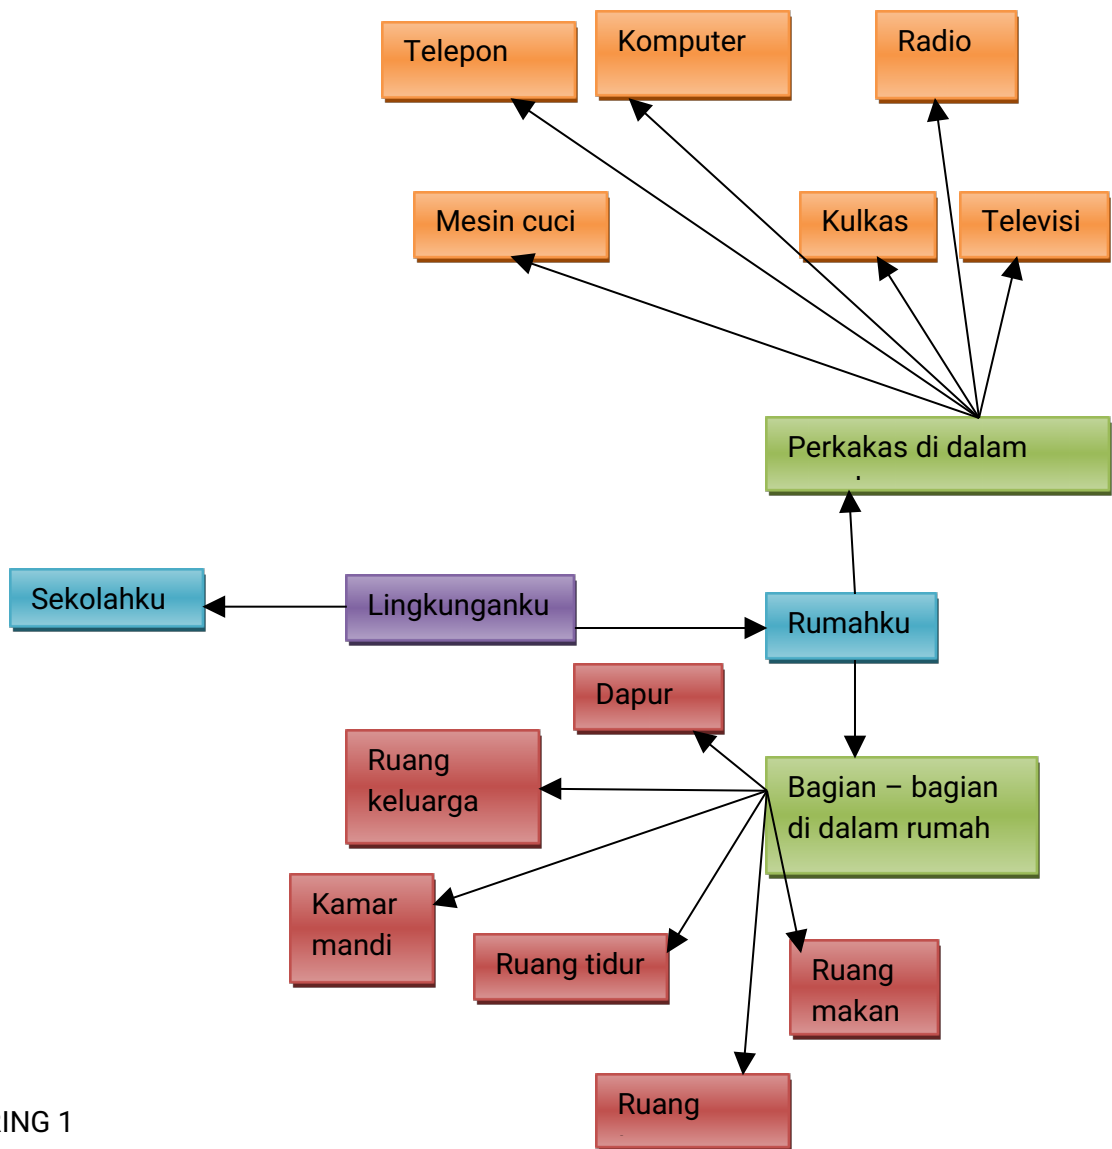 Telepon
Komputer
Radio
Mesin cuci
Kulkas
Televisi
Perkakas di dalam
Sekolahku
Lingkunganku
Rumahku
Dapur
Ruang
keluarga
Bagian – bagian
di dalam rumah
Kamar
mandi
Ruang tidur
Ruang
makan
Ruang
ING 1